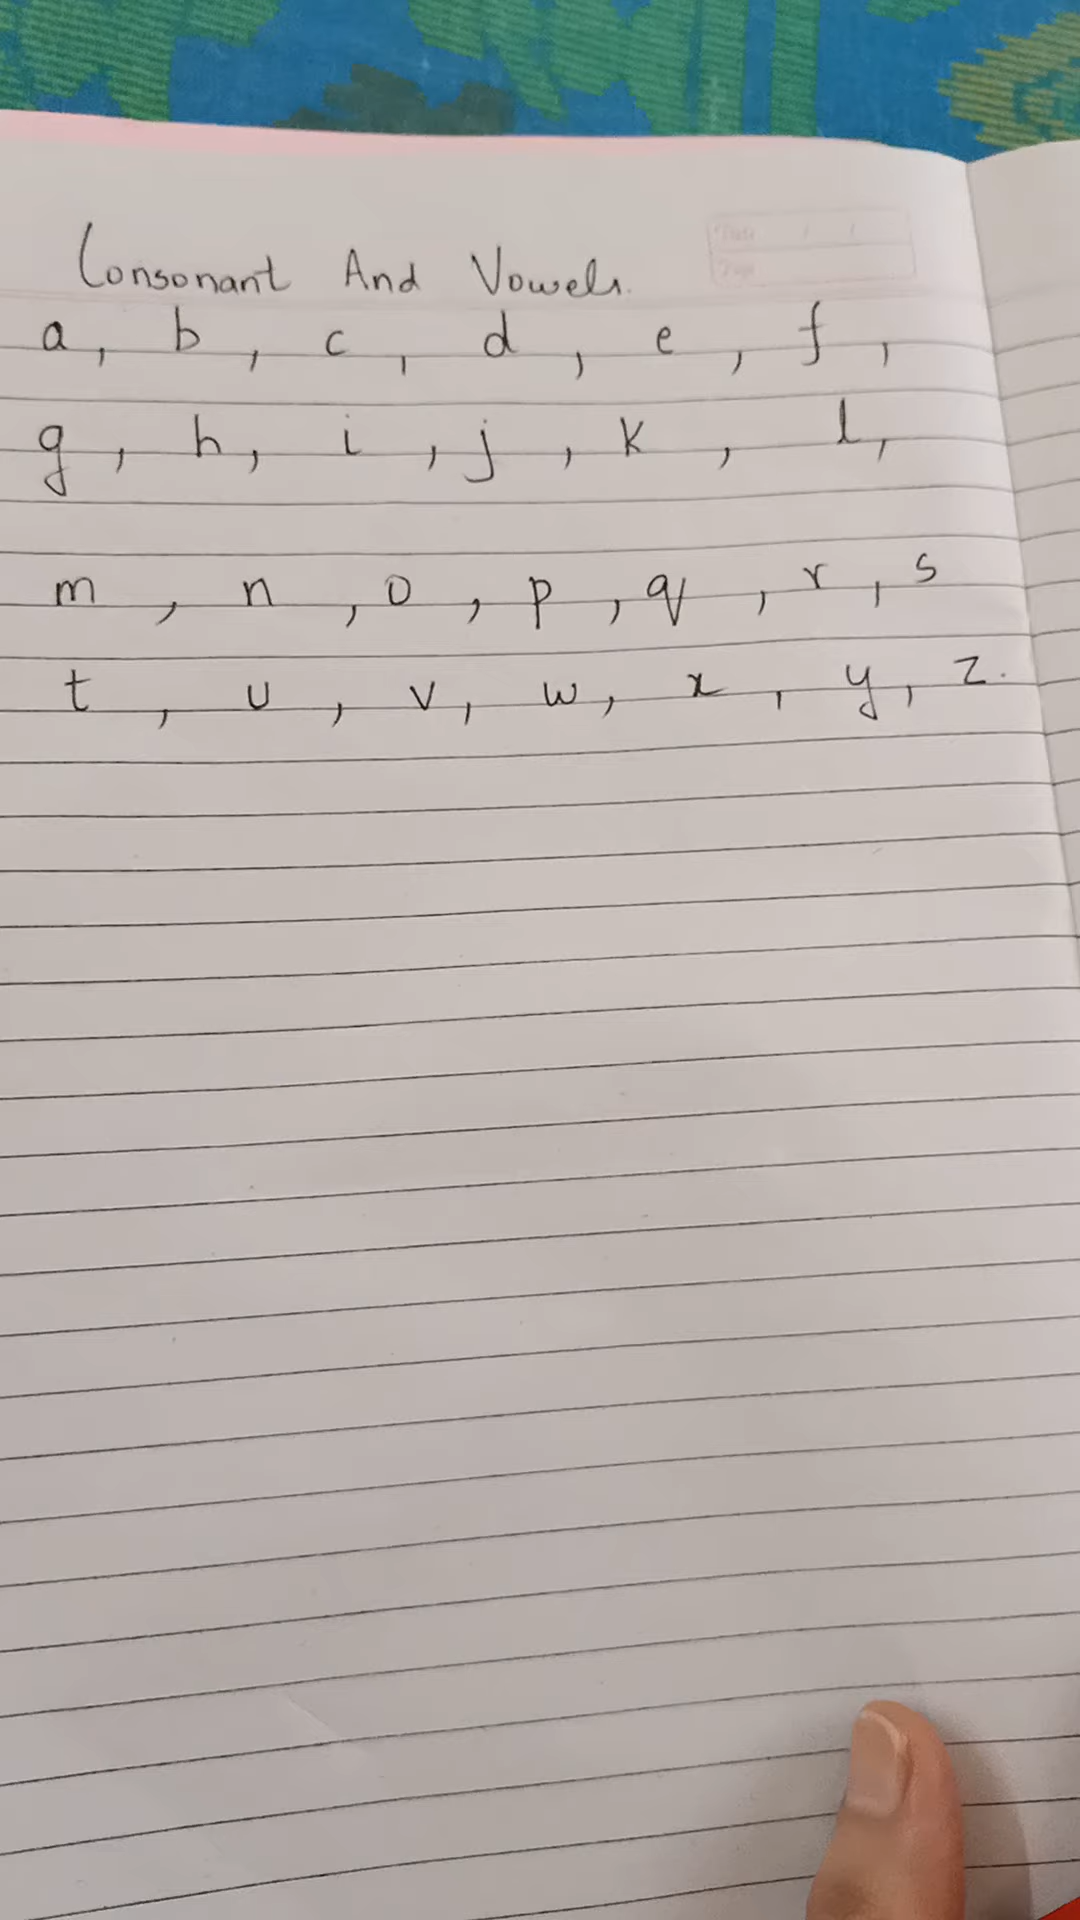 Consonant And Vowels.
a, b, c, d, e, f,
g, h, i, j, k, l,
m, n, o, p, q, r, s
t, u, v, w, x, y, z.